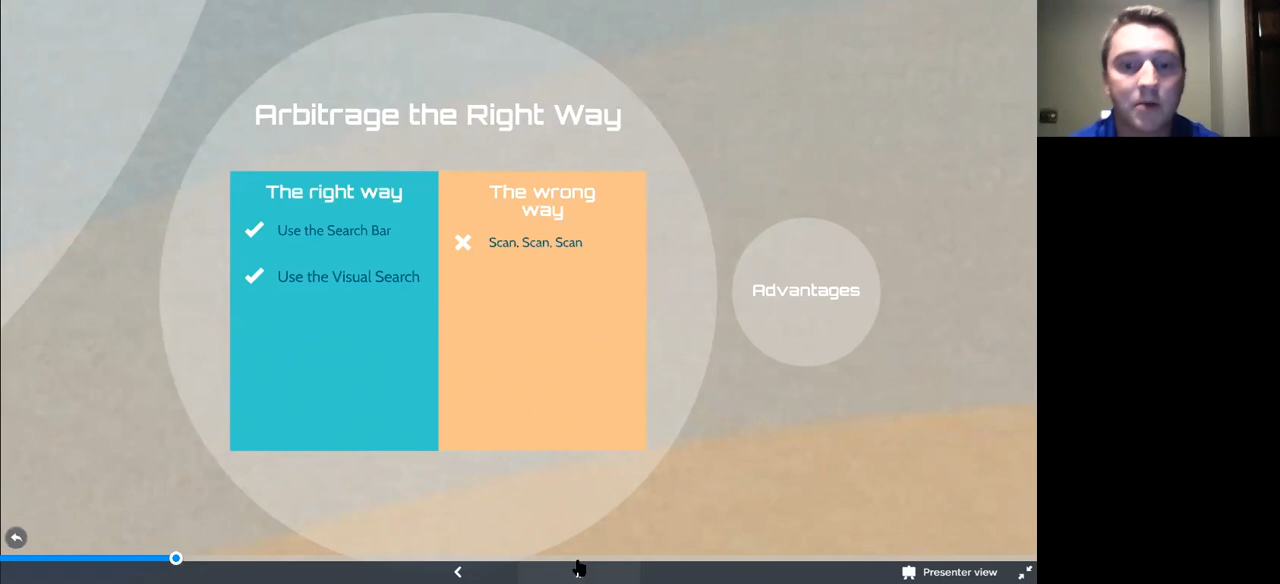 Arbitrage the Right Way
The right way
Use the Search Bar
Use the Visual Search
The wrong
way
Scan, Scan, Scan
Advantages
Presenter view